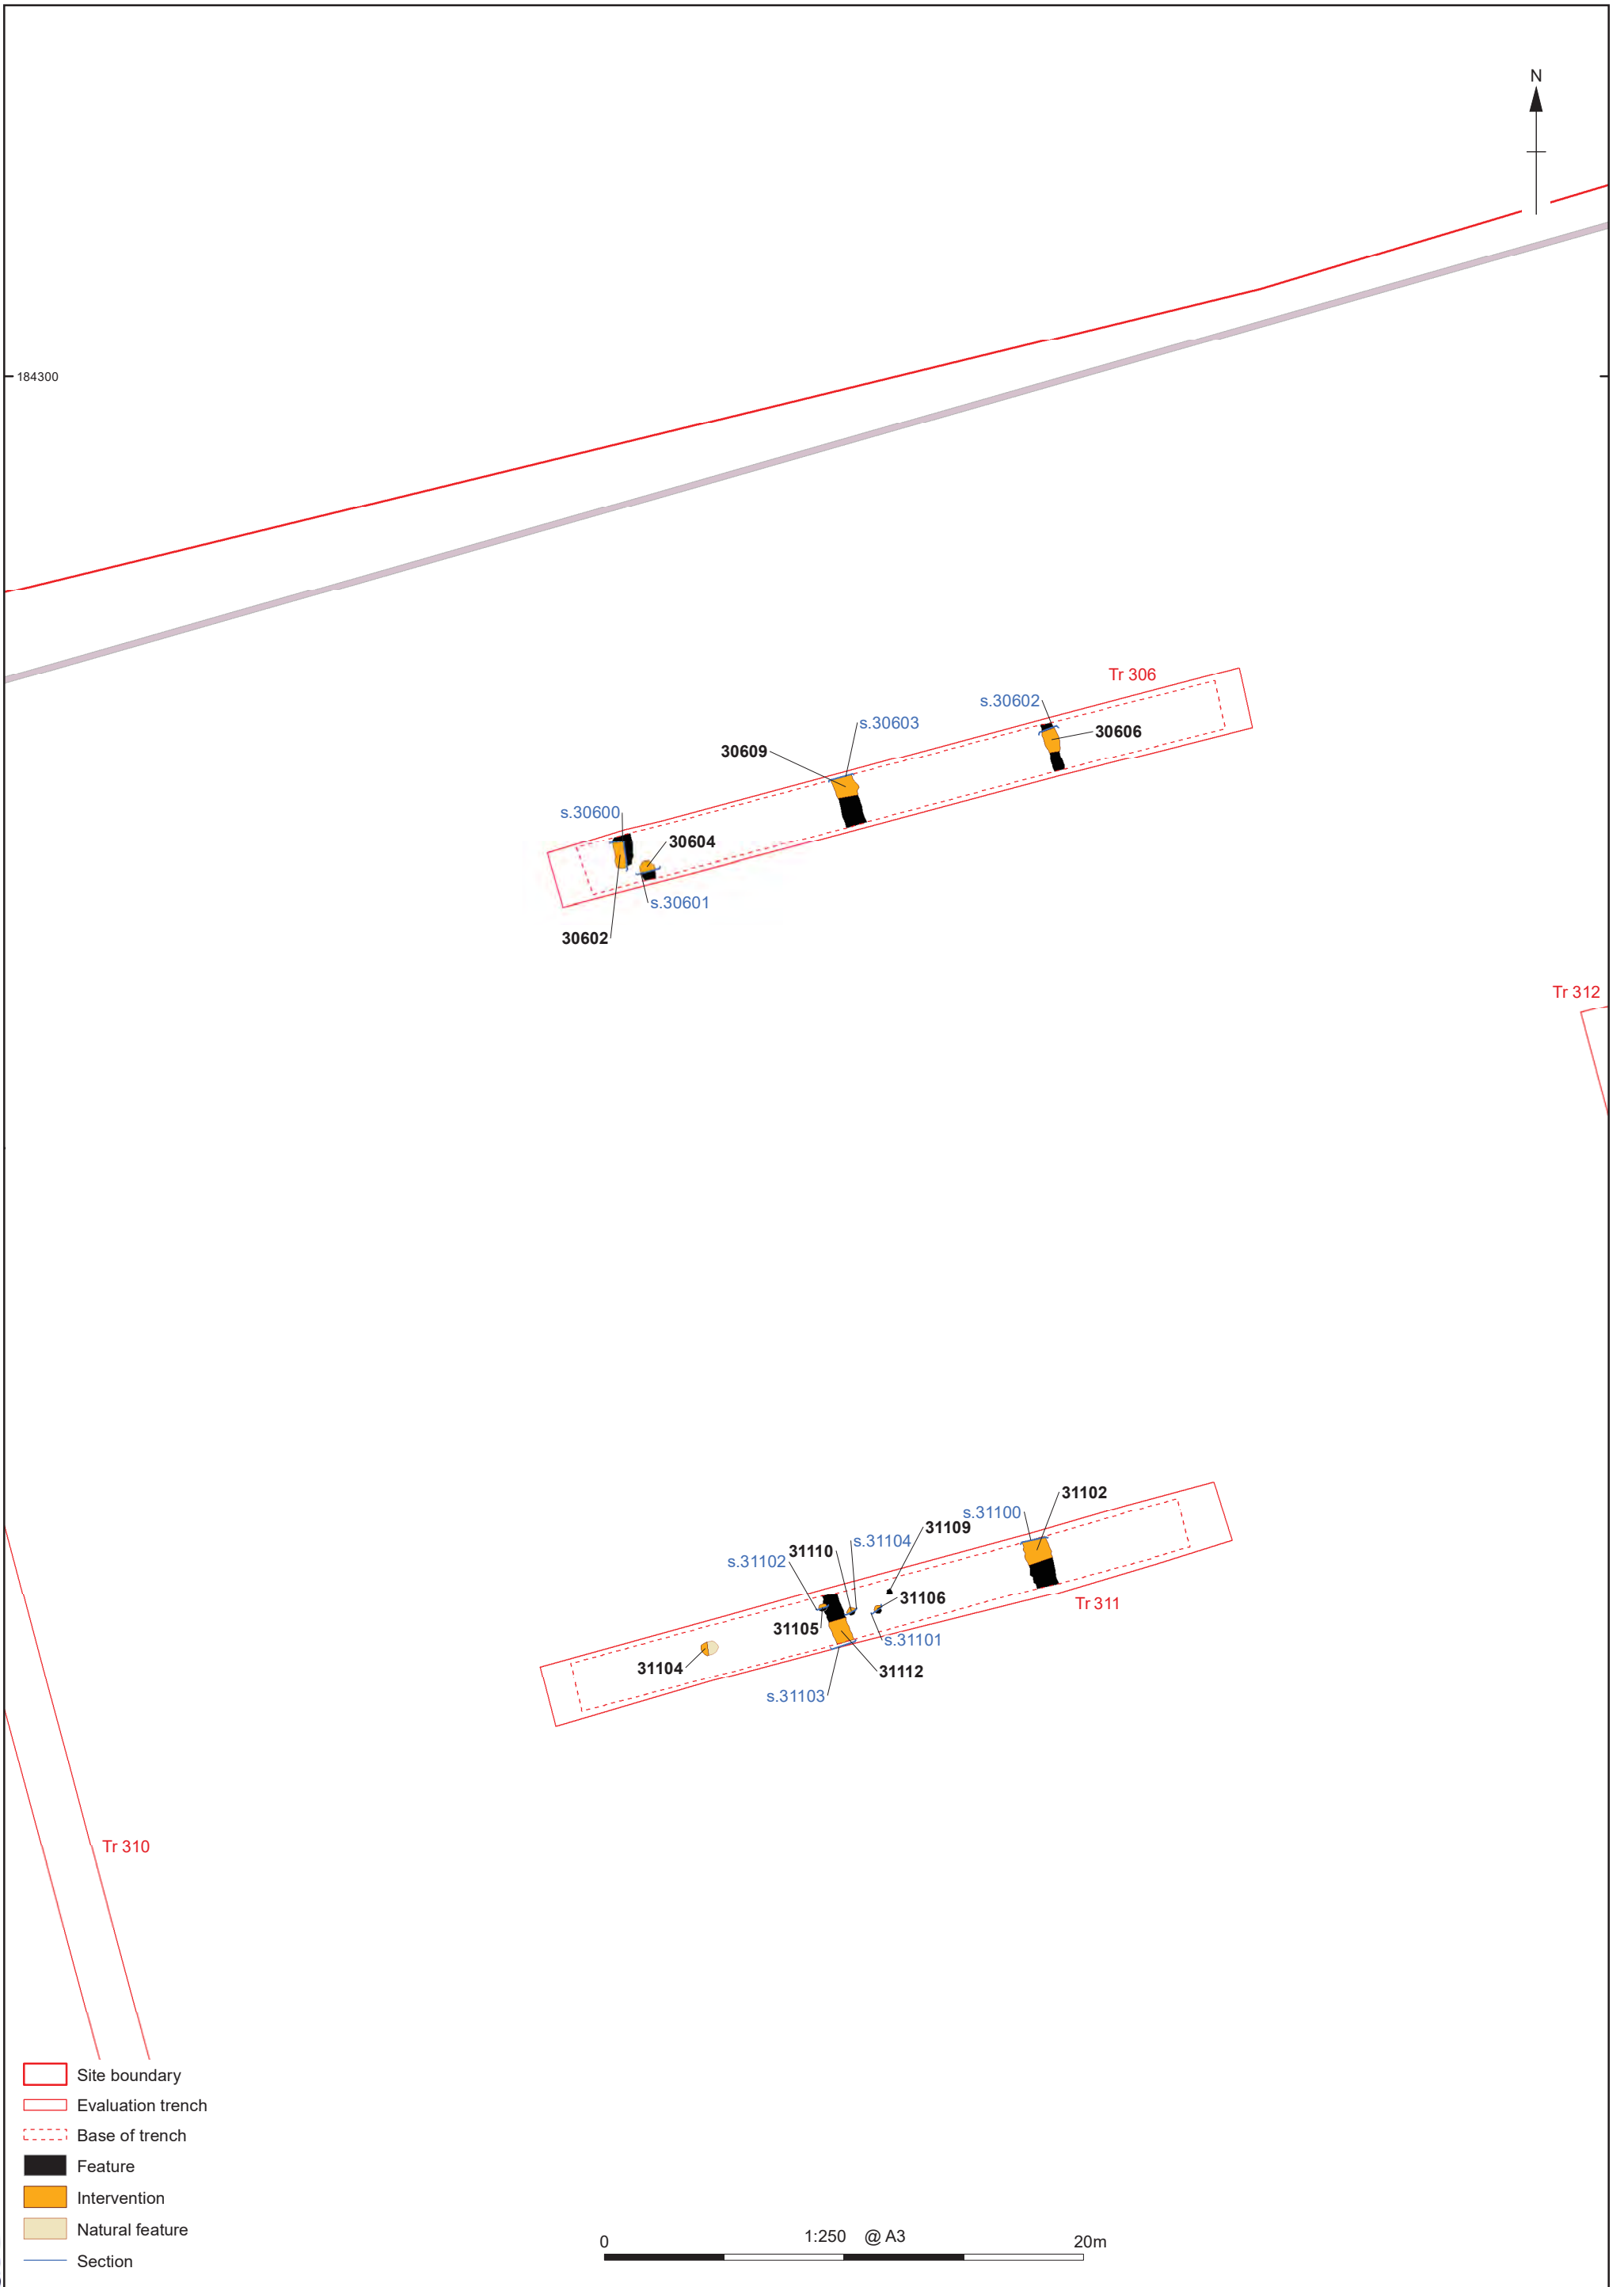 N
184300
Tr 306
s.30602
s.30603
30606
30609
s.30600
30604
s.30601
30602
Tr 312
31102
s.31100
31109
s.31104
31110
s.31102
31106
Tr 311
31105
s.31101
31104
31112
s.31103
Tr 310
Site boundary
Evaluation trench
Base of trench
Feature
Intervention
Natural feature
Section
0 1:250 @ A3 20m